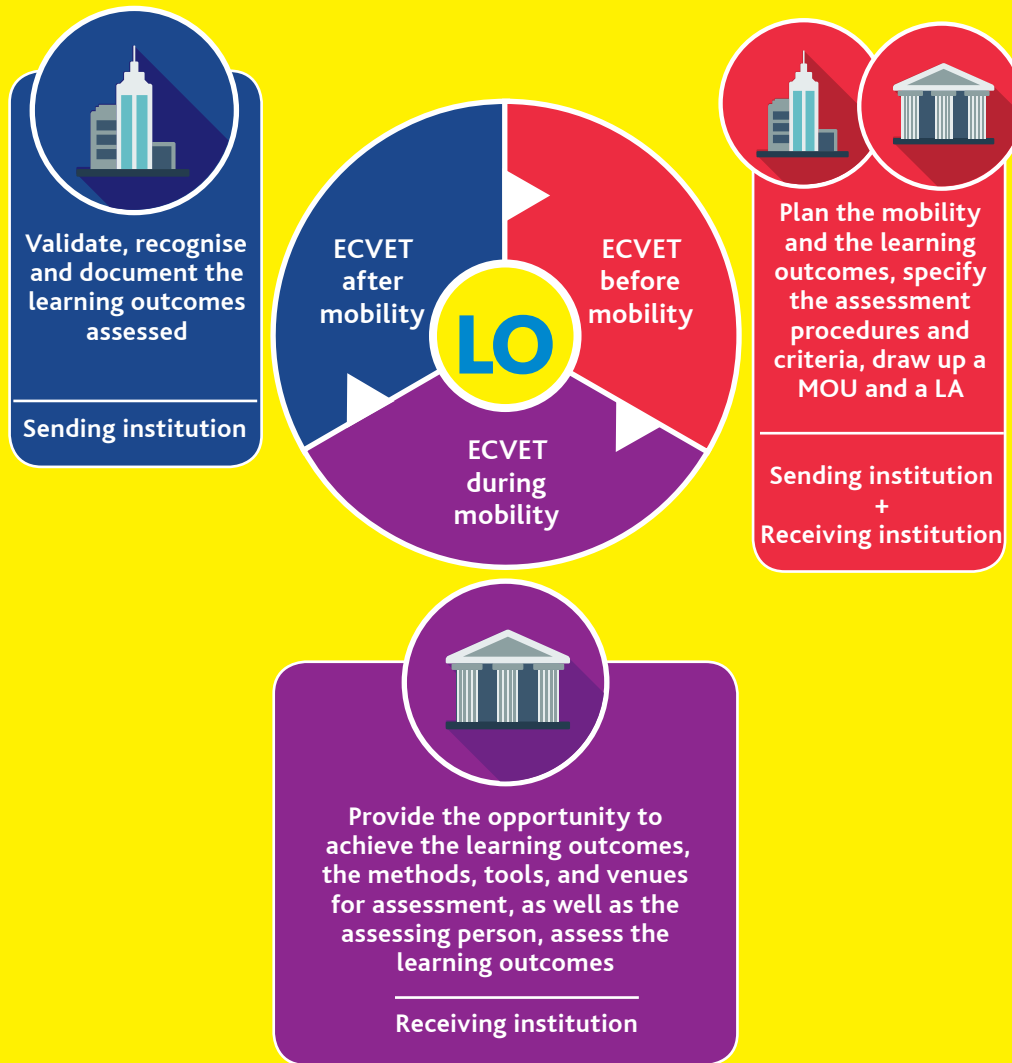 Validate, recognise
and document the
learning outcomes
assessed
Sending institution
ECVET
after
mobility
ECVET
before
mobility
LO
ECVET
during
mobility
Plan the mobility
and the learning
outcomes, specify
the assessment
procedures and
criteria, draw up a
MOU and a LA
Sending institution
+
Receiving institution
Provide the opportunity to
achieve the learning outcomes,
the methods, tools, and venues
for assessment, as well as the
assessing person, assess the
learning outcomes
Receiving institution